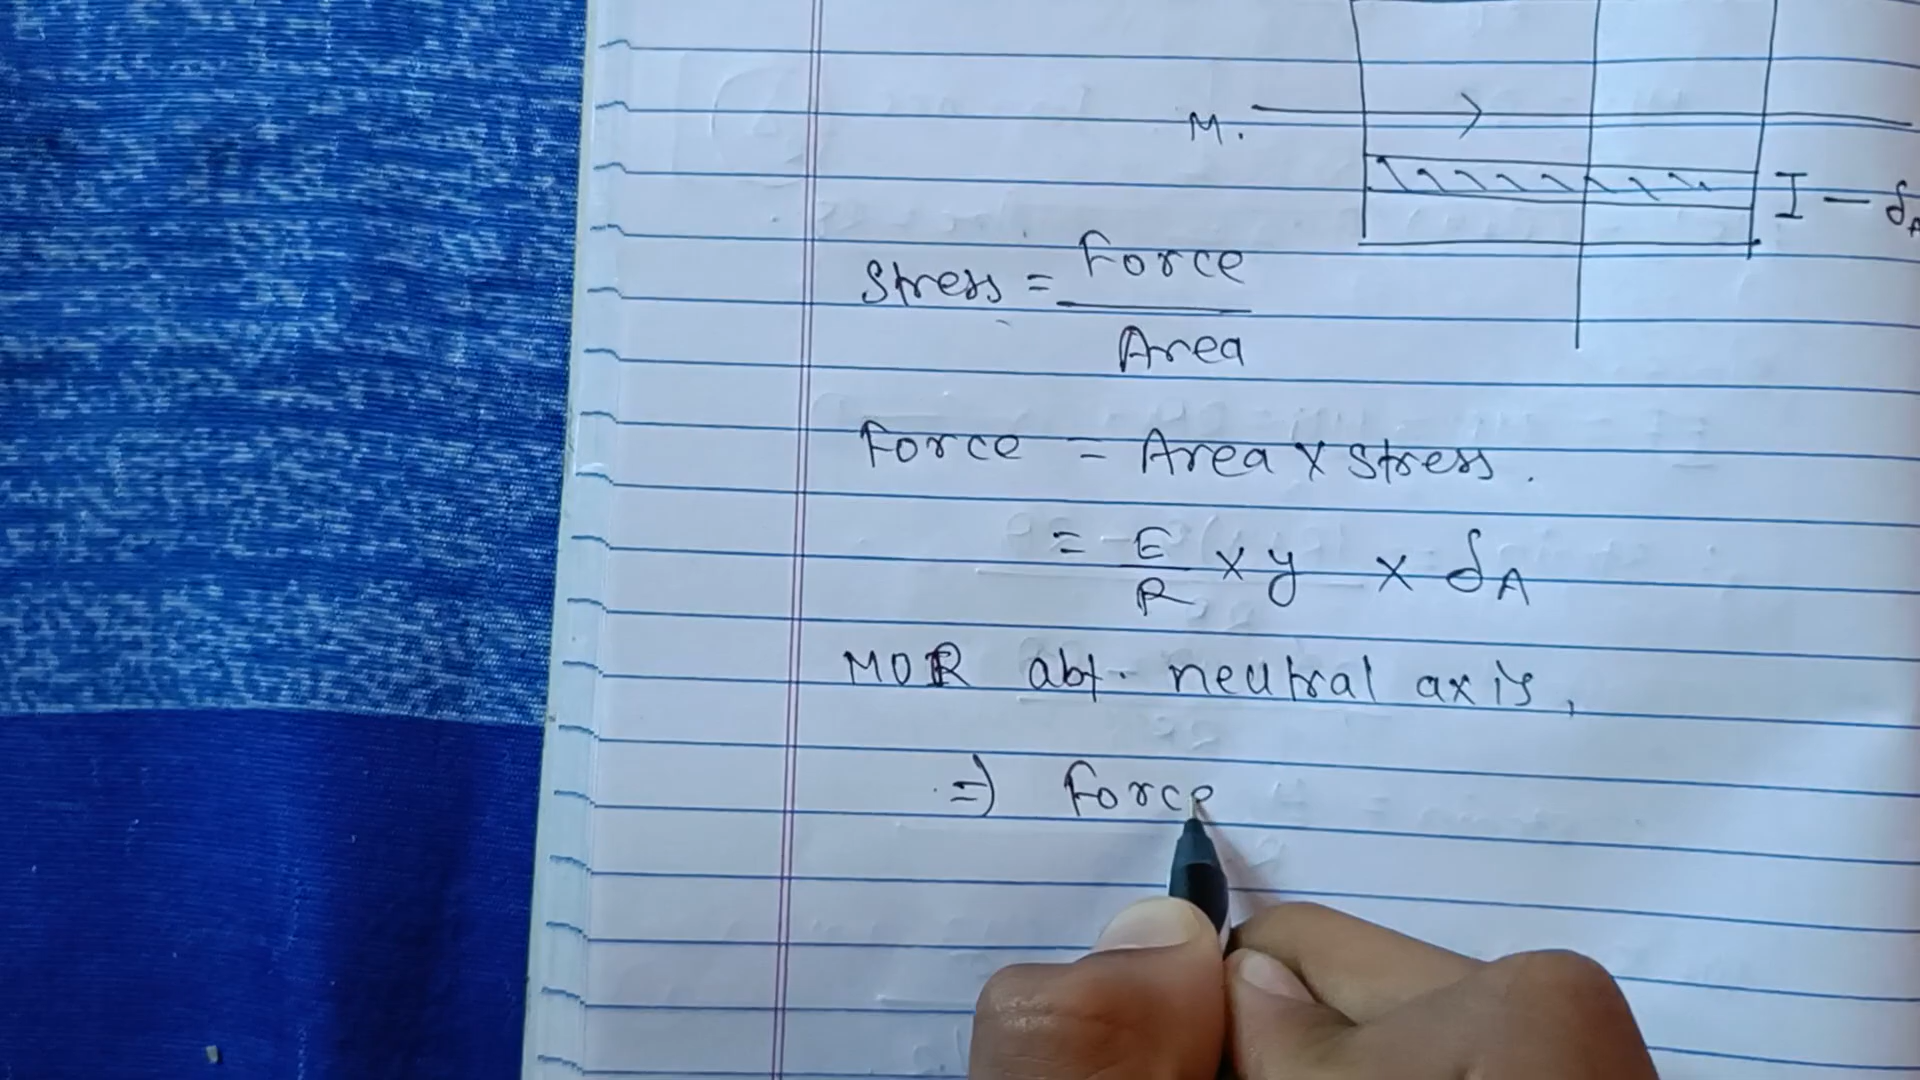 M.
I - δA
Stress = Force
Area
Force = Area x Stress.
= E/R x y x δA
MOR abt. neutral axis,
=) Force